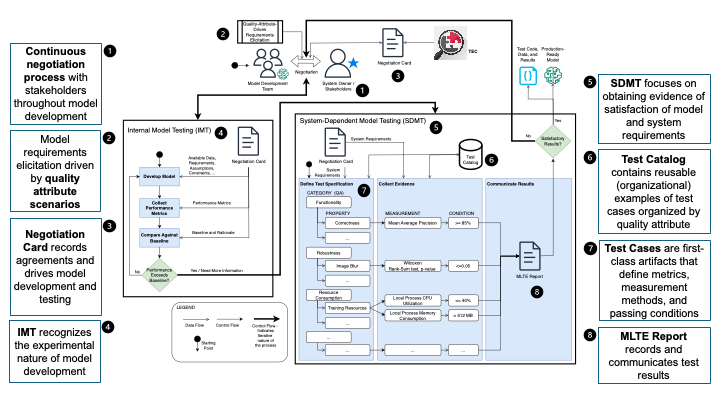 Continuous
negotiation
process with
stakeholders
throughout model
development
1
Model
requirements
elicitation driven
by quality
attribute
scenarios
2
Negotiation
Card records
agreements and
drives model
development and
testing
3
IMT recognizes
the experimental
nature of model
development
4
2
Quality-Attribute-
Driven
Requirements
Elicitation
Model Development
Team
Negotiation
System Owner /
Stakeholders
1
Negotiation Card
3
TEC
Test Code,
Data, and
Results
Production-
Ready
Model
Internal Model Testing (IMT)
4
Negotiation Card
Available Data,
Requirements,
Assumptions,
Constraints, ...
Develop Model
Collect
Performance
Metrics
Performance Metrics
Compare Against
Baseline
Baseline and Rationale
Performance
Exceeds
Baseline?
No
Yes / Need More Information
LEGEND
Data Flow
Control Flow
Control Flow -
Indicates
iterative nature of
the process
Starting
Point
System-Dependent Model Testing (SDMT)
5
System Requirements
Negotiation Card
System
Requirements
Test
Catalog
6
No
Yes
Satisfactory
Results?
Define Test Specification
7
Collect Evidence
Communicate Results
CATEGORY (QA)
Functionality
PROPERTY
MEASUREMENT
CONDITION
Correctness
Mean Average Precision
>= 85%
...
Robustness
Image Blur
Wilcoxon
Rank-Sum test, p-value
<=0.05
...
Resource
Consumption
Training Resources
Local Process CPU
Utilization
<= 40%
Local Process Memory
Consumption
< 512 MB
...
...
...
...
...
MLTE Report
8
5
SDMT focuses on
obtaining evidence of
satisfaction of model
and system
requirements
6
Test Catalog
contains reusable
(organizational)
examples of test
cases organized by
quality attribute
7
Test Cases are first-
class artifacts that
define metrics,
measurement
methods, and
passing conditions
8
MLTE Report
records and
communicates test
results